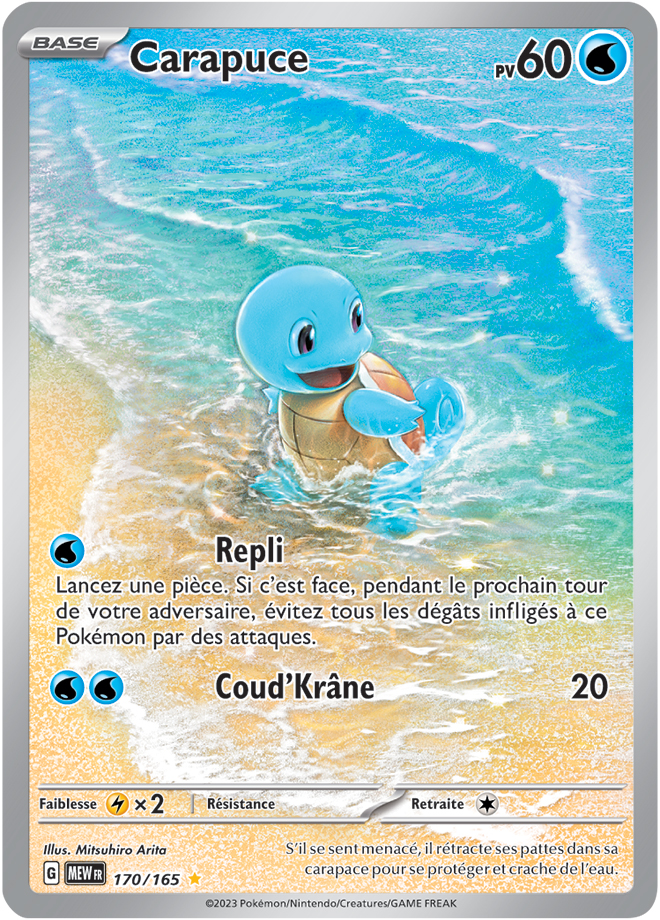 BASE
Carapuce
PV60
Repli
Lancez une pièce. Si c'est face, pendant le prochain tour
de votre adversaire, évitez tous les dégâts infligés à ce
Pokémon par des attaques.
Coud'Krâne 20
Faiblesse ×2 Résistance Retraite
Illus. Mitsuhiro Arita
S'il se sent menacé, il rétracte ses pattes dans sa
carapace pour se protéger et crache de l'eau.
G MEW FR 170/165
©2023 Pokémon/Nintendo/Creatures/GAME FREAK